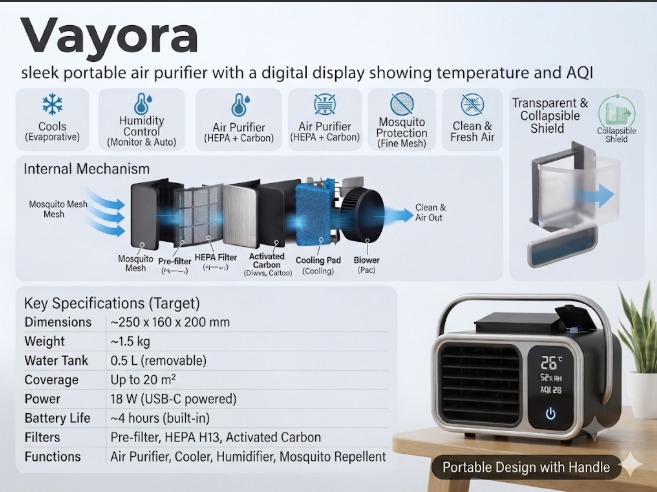 Vayora
sleek portable air purifier with a digital display showing temperature and AQI
Cools
(Evaporative)
Humidity
Control
(Monitor & Auto)
Air Purifier
(HEPA + Carbon)
Air Purifier
(HEPA + Carbon)
Mosquito
Protection
(Fine Mesh)
Clean &
Fresh Air
Transparent &
Collapsible
Shield
Collapsible
Shield
Internal Mechanism
Mosquito Mesh
Mesh
Clean &
Air Out
Mosquito
Mesh
Pre-filter
HEPA Filter
Activated
Carbon
(Diwvs, Caltoo)
Cooling Pad
(Cooling)
Blower
(Pac)
Key Specifications (Target)
Dimensions ~250 x 160 x 200 mm
Weight ~1.5 kg
Water Tank 0.5 L (removable)
Coverage Up to 20 m²
Power 18 W (USB-C powered)
Battery Life ~4 hours (built-in)
Filters Pre-filter, HEPA H13, Activated Carbon
Functions Air Purifier, Cooler, Humidifier, Mosquito Repellent
26°C
52% RH
AQI 28
Portable Design with Handle